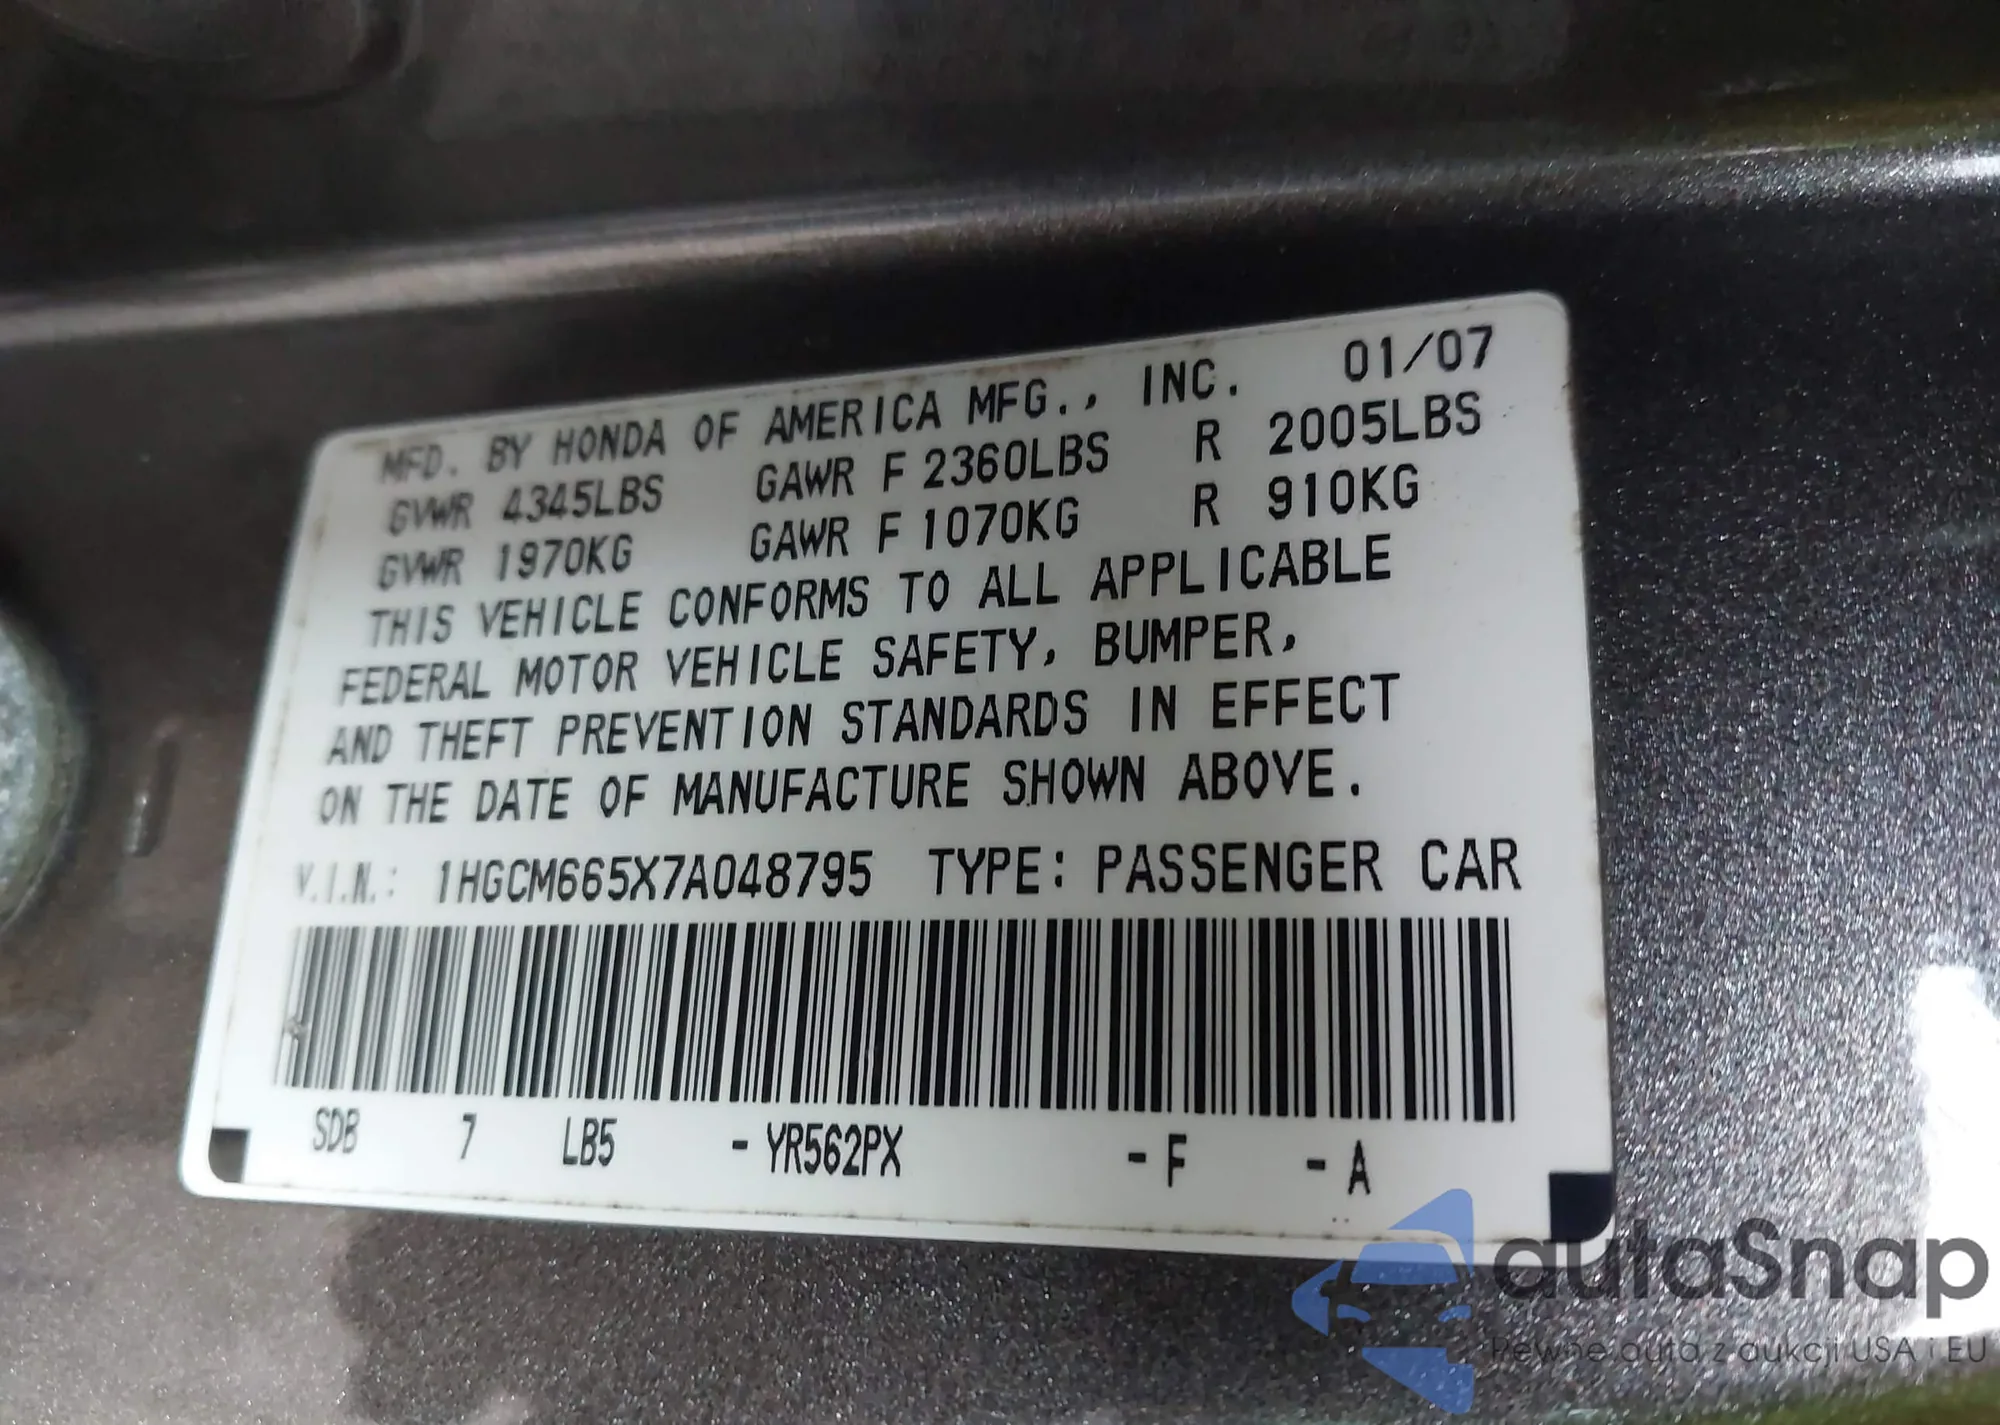 MFD. BY HONDA OF AMERICA MFG., INC. 01/07
GVWR 4345LBS GAWR F 2360LBS R 2005LBS
GVWR 1970KG GAWR F 1070KG R 910KG
THIS VEHICLE CONFORMS TO ALL APPLICABLE
FEDERAL MOTOR VEHICLE SAFETY, BUMPER,
AND THEFT PREVENTION STANDARDS IN EFFECT
ON THE DATE OF MANUFACTURE SHOWN ABOVE.
V.I.N.: 1HGCM665X7A048795 TYPE: PASSENGER CAR
SDB 7 LB5 -YR562PX -F -A
autaSnap
Pewne auta z aukcji USA i EU